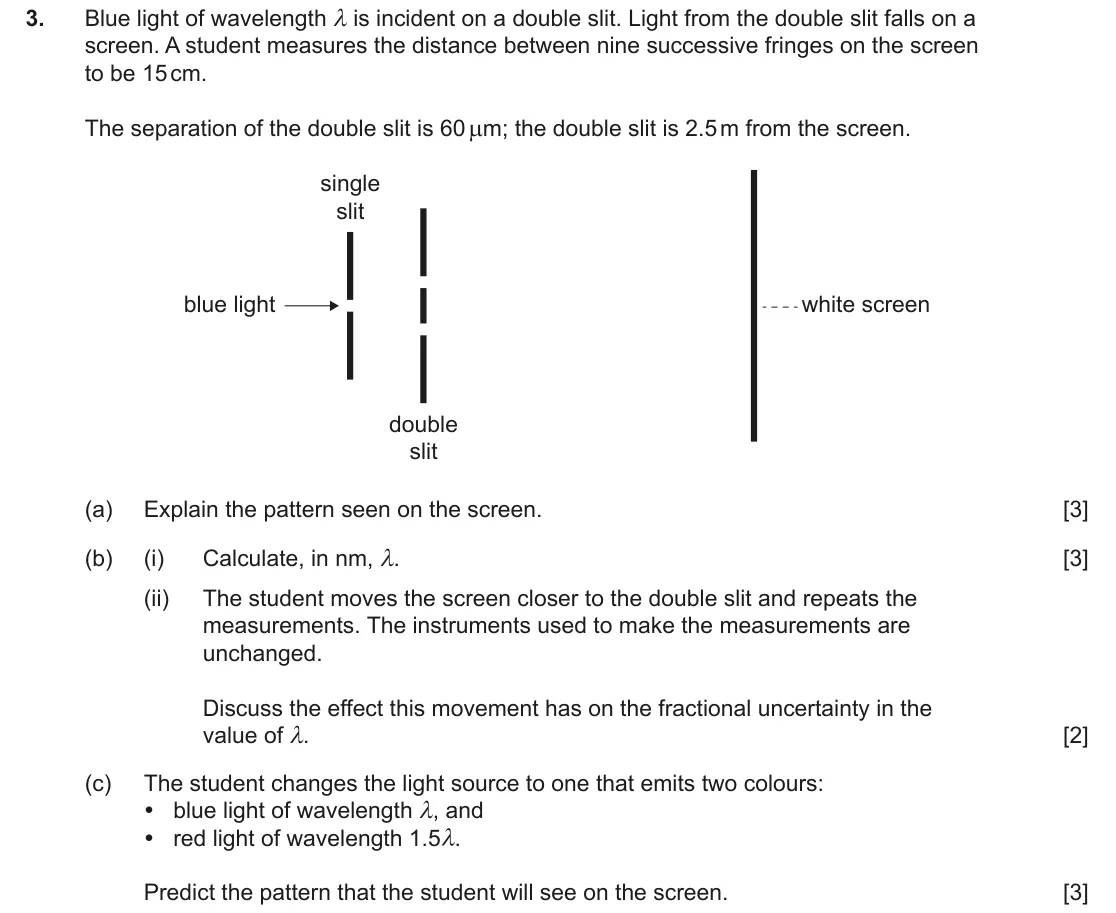 3. Blue light of wavelength λ is incident on a double slit. Light from the double slit falls on a
screen. A student measures the distance between nine successive fringes on the screen
to be 15 cm.
The separation of the double slit is 60 μm; the double slit is 2.5 m from the screen.
single
slit
blue light
white screen
double
slit
(a) Explain the pattern seen on the screen. [3]
(b) (i) Calculate, in nm, λ. [3]
(ii) The student moves the screen closer to the double slit and repeats the
measurements. The instruments used to make the measurements are
unchanged.
Discuss the effect this movement has on the fractional uncertainty in the
value of λ. [2]
(c) The student changes the light source to one that emits two colours:
• blue light of wavelength λ, and
• red light of wavelength 1.5λ.
Predict the pattern that the student will see on the screen. [3]